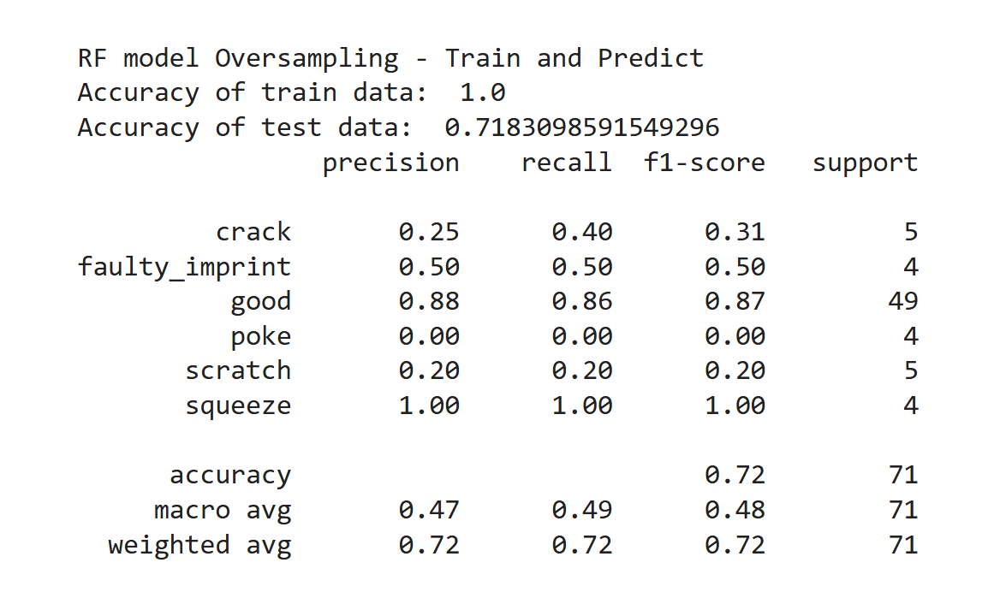 RF model Oversampling - Train and Predict
Accuracy of train data:  1.0
Accuracy of test data:  0.7183098591549296
                precision    recall  f1-score   support

         crack       0.25      0.40      0.31         5
faulty_imprint       0.50      0.50      0.50         4
          good       0.88      0.86      0.87        49
          poke       0.00      0.00      0.00         4
       scratch       0.20      0.20      0.20         5
       squeeze       1.00      1.00      1.00         4

      accuracy                           0.72        71
     macro avg       0.47      0.49      0.48        71
  weighted avg       0.72      0.72      0.72        71